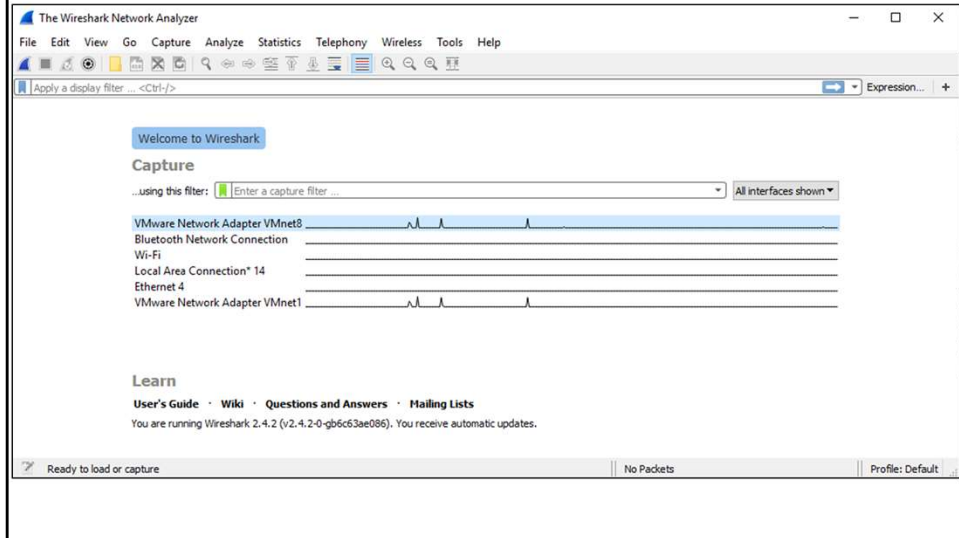 The Wireshark Network Analyzer
File Edit View Go Capture Analyze Statistics Telephony Wireless Tools Help
Apply a display filter ... <Ctrl-/> Expression... +
Welcome to Wireshark
Capture
...using this filter: Enter a capture filter ... All interfaces shown
VMware Network Adapter VMnet8
Bluetooth Network Connection
Wi-Fi
Local Area Connection* 14
Ethernet 4
VMware Network Adapter VMnet1
Learn
User's Guide · Wiki · Questions and Answers · Mailing Lists
You are running Wireshark 2.4.2 (v2.4.2-0-gb6c63ae086). You receive automatic updates.
Ready to load or capture No Packets Profile: Default